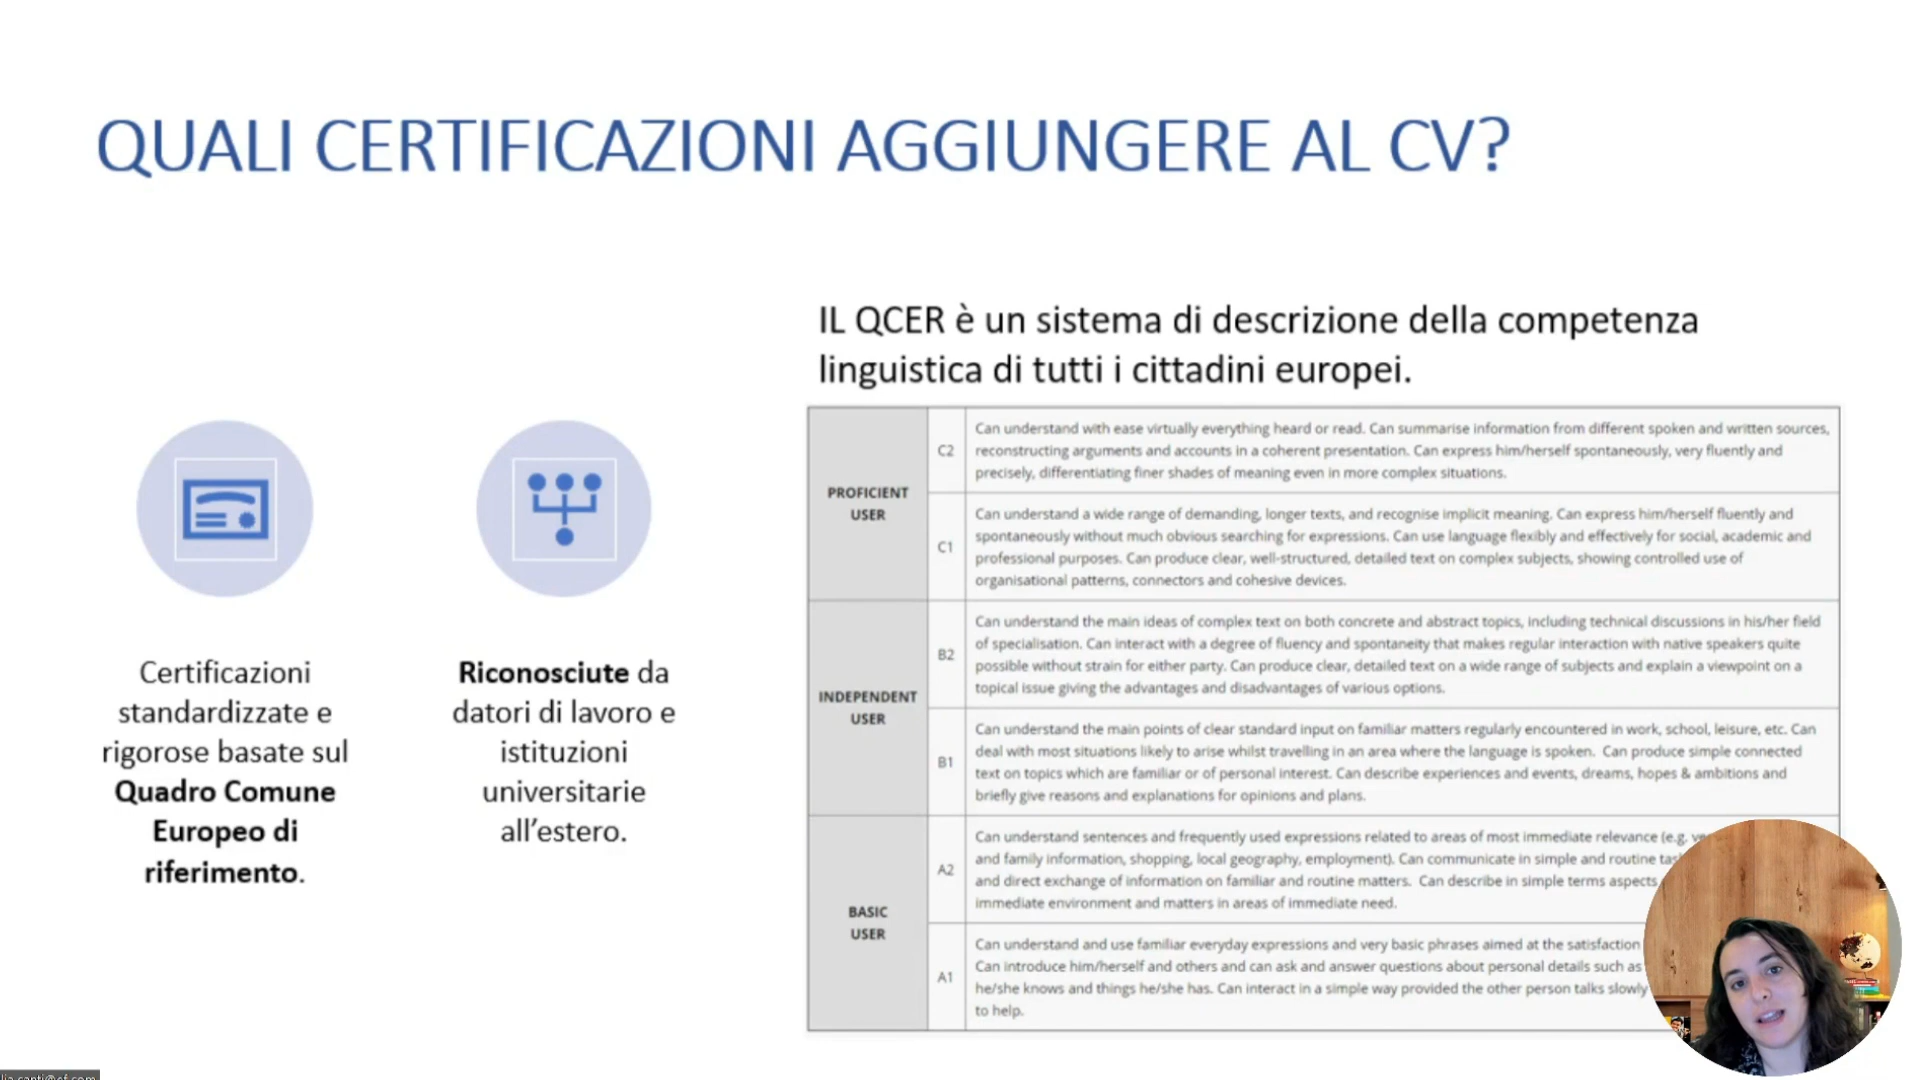 QUALI CERTIFICAZIONI AGGIUNGERE AL CV?
Certificazioni
standardizzate e
rigorose basate sul
Quadro Comune
Europeo di
riferimento.
Riconosciute da
datori di lavoro e
istituzioni
universitarie
all'estero.
IL QCER è un sistema di descrizione della competenza
linguistica di tutti i cittadini europei.
PROFICIENT
USER
C2
Can understand with ease virtually everything heard or read. Can summarise information from different spoken and written sources,
reconstructing arguments and accounts in a coherent presentation. Can express him/herself spontaneously, very fluently and
precisely, differentiating finer shades of meaning even in more complex situations.
C1
Can understand a wide range of demanding, longer texts, and recognise implicit meaning. Can express him/herself fluently and
spontaneously without much obvious searching for expressions. Can use language flexibly and effectively for social, academic and
professional purposes. Can produce clear, well-structured, detailed text on complex subjects, showing controlled use of
organisational patterns, connectors and cohesive devices.
INDEPENDENT
USER
B2
Can understand the main ideas of complex text on both concrete and abstract topics, including technical discussions in his/her field
of specialisation. Can interact with a degree of fluency and spontaneity that makes regular interaction with native speakers quite
possible without strain for either party. Can produce clear, detailed text on a wide range of subjects and explain a viewpoint on a
topical issue giving the advantages and disadvantages of various options.
B1
Can understand the main points of clear standard input on familiar matters regularly encountered in work, school, leisure, etc. Can
deal with most situations likely to arise whilst travelling in an area where the language is spoken. Can produce simple connected
text on topics which are familiar or of personal interest. Can describe experiences and events, dreams, hopes & ambitions and
briefly give reasons and explanations for opinions and plans.
BASIC
USER
A2
Can understand sentences and frequently used expressions related to areas of most immediate relevance (e.g.
and family information, shopping, local geography, employment). Can communicate in simple and routine
and direct exchange of information on familiar and routine matters. Can describe in simple terms aspects
immediate environment and matters in areas of immediate need.
A1
Can understand and use familiar everyday expressions and very basic phrases aimed at the satisfaction
Can introduce him/herself and others and can ask and answer questions about personal details such as
he/she knows and things he/she has. Can interact in a simple way provided the other person talks slowly
to help.